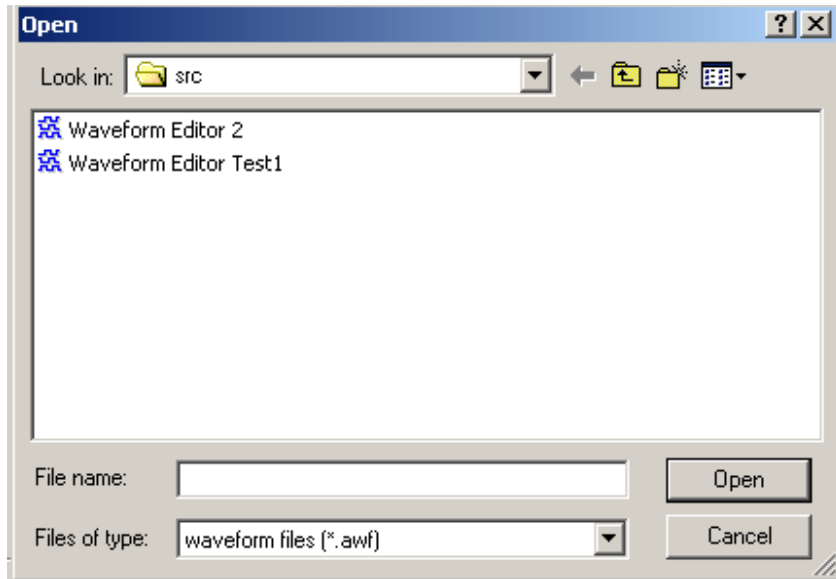 Open
Look in: src
Waveform Editor 2
Waveform Editor Test1
File name: Open
Files of type: waveform files (*.awf) Cancel